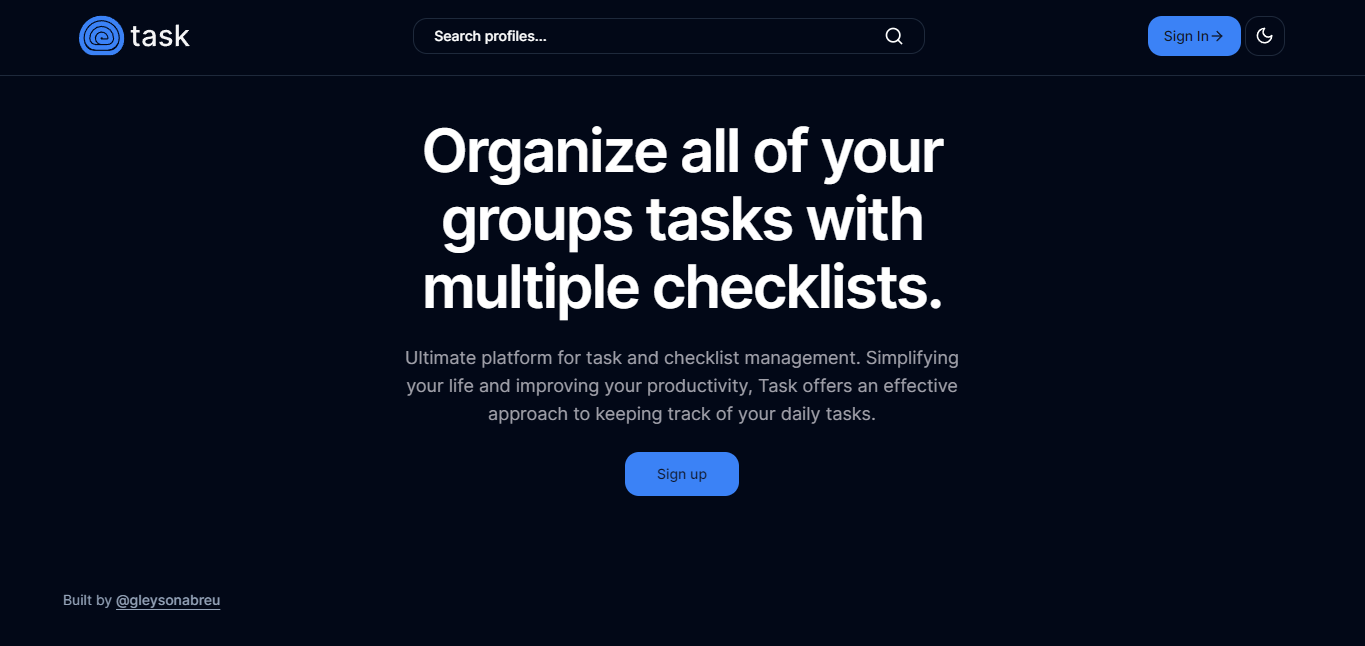 task
Search profiles...
Sign In
Organize all of your
groups tasks with
multiple checklists.
Ultimate platform for task and checklist management. Simplifying
your life and improving your productivity, Task offers an effective
approach to keeping track of your daily tasks.
Sign up
Built by @gleysonabreu